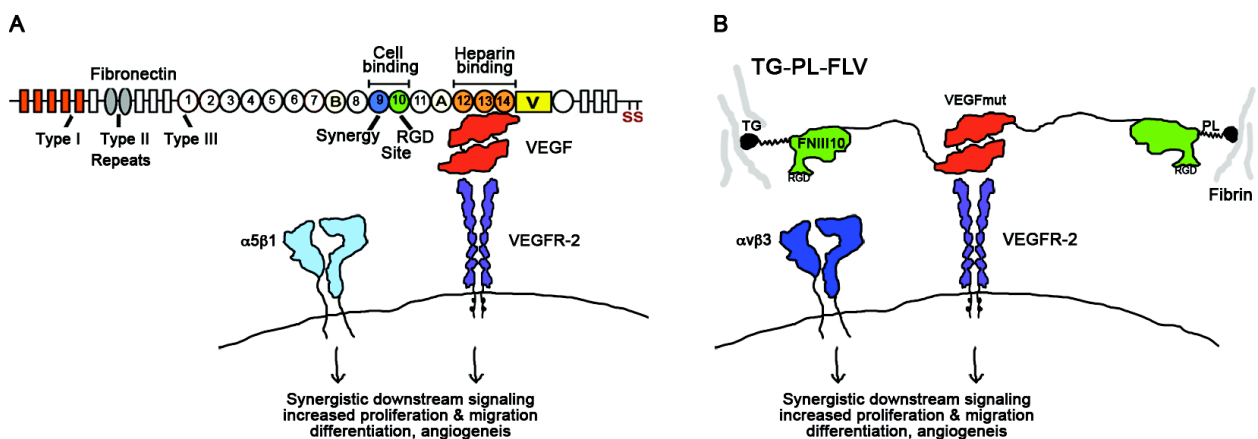 A
Fibronectin
Cell
binding
Heparin
binding
1 2 3 4 5 6 7 B 8 9 10 11 A 12 13 14 V
SS
Type I
Type II
Repeats
Type III
Synergy
RGD
Site
VEGF
α5β1
VEGFR-2
Synergistic downstream signaling
increased proliferation & migration
differentiation, angiogeneis
B
TG-PL-FLV
VEGFmut
TG
FNIII10
RGD
PL
RGD
Fibrin
αvβ3
VEGFR-2
Synergistic downstream signaling
increased proliferation & migration
differentiation, angiogeneis